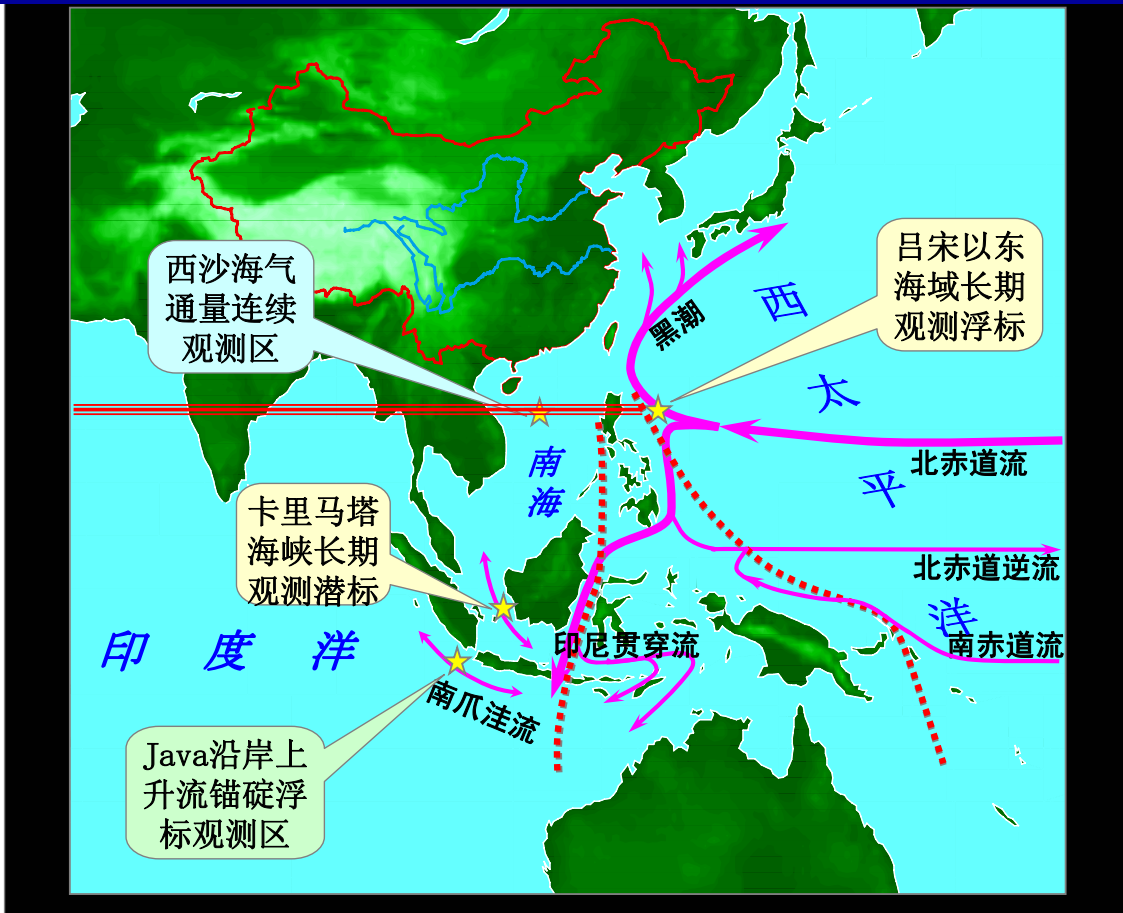 西沙海气
通量连续
观测区
吕宋以东
海域长期
观测浮标
西
太
平
洋
黑潮
北赤道流
南
海
卡里马塔
海峡长期
观测潜标
北赤道逆流
印度洋
印尼贯穿流
南赤道流
南爪洼流
Java沿岸上
升流锚碇浮
标观测区